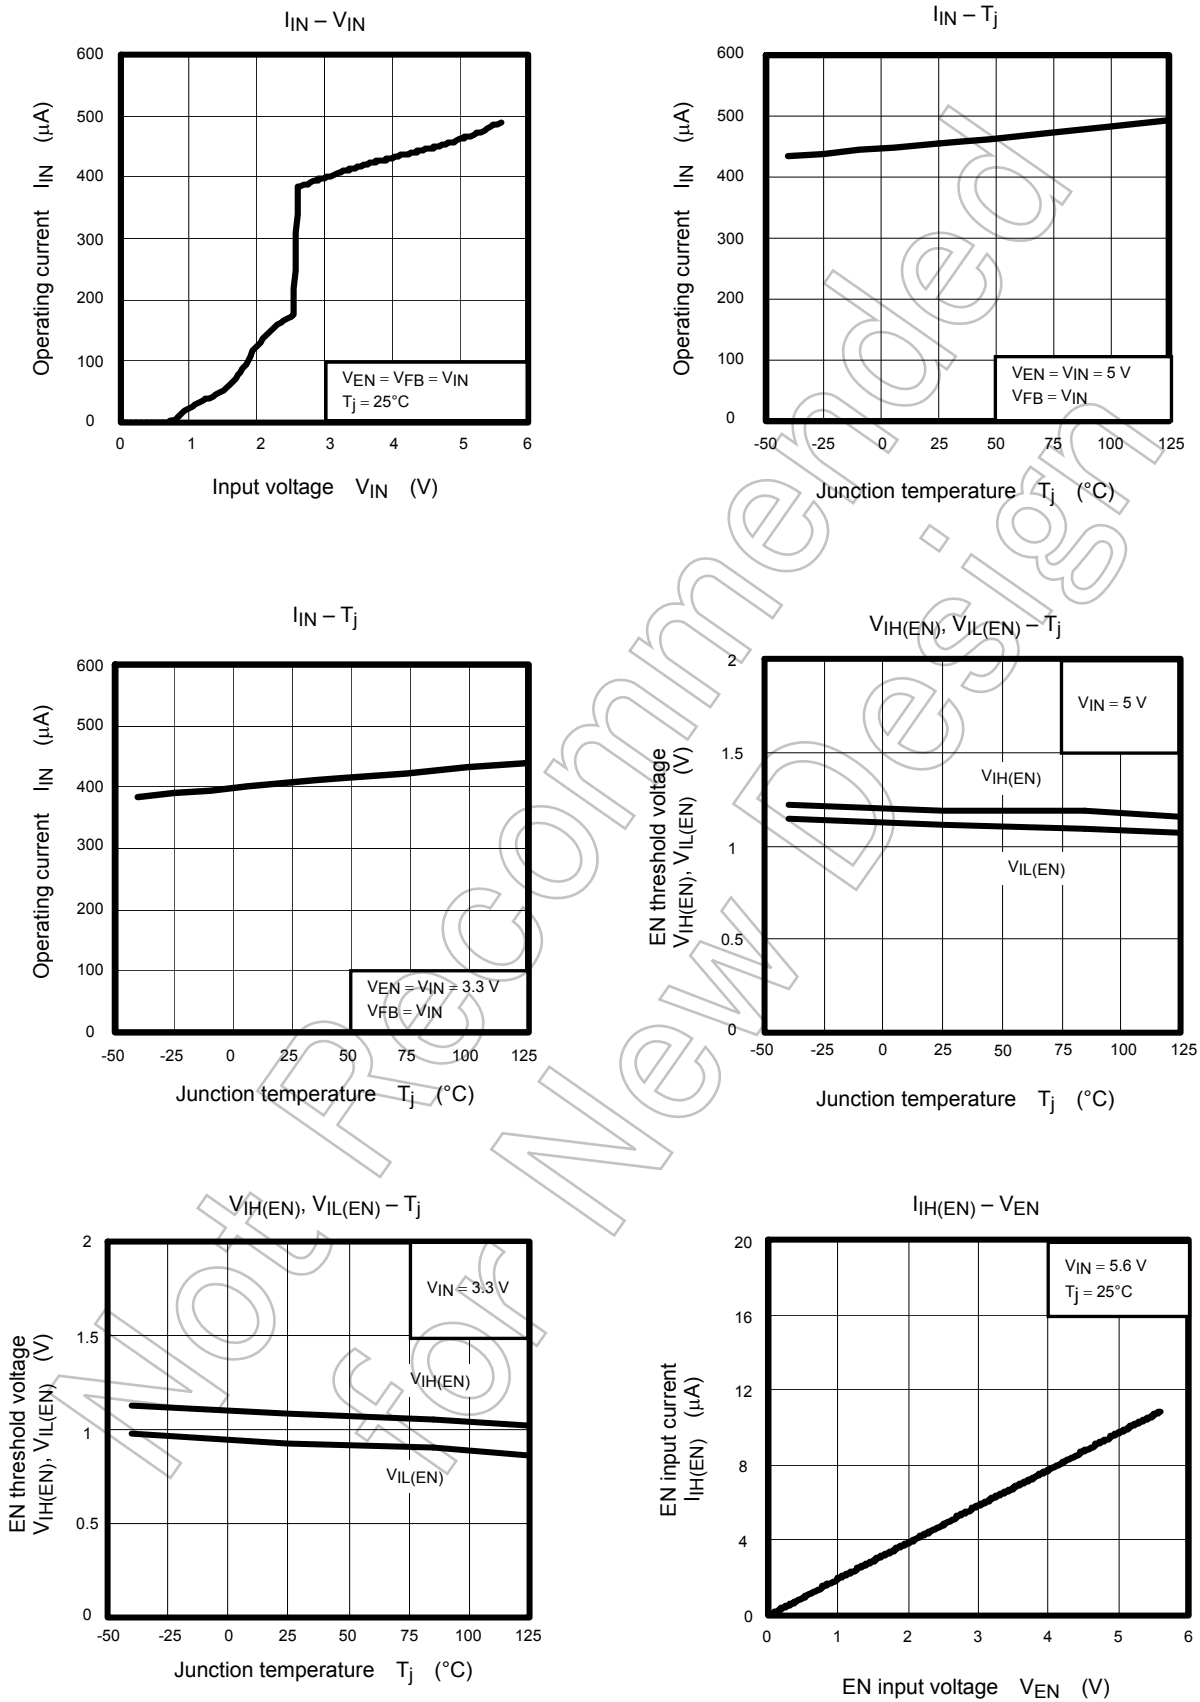 IIN – VIN
600
500
400
300
200
100
0
0 1 2 3 4 5 6
Operating current IIN (μA)
VEN = VFB = VIN
Tj = 25°C
Input voltage VIN (V)
IIN – Tj
600
500
400
300
200
100
0
-50 -25 0 25 50 75 100 125
Operating current IIN (μA)
VEN = VIN = 5 V
VFB = VIN
Junction temperature Tj (°C)
IIN – Tj
600
500
400
300
200
100
0
-50 -25 0 25 50 75 100 125
Operating current IIN (μA)
VEN = VIN = 3.3 V
VFB = VIN
Junction temperature Tj (°C)
VIH(EN), VIL(EN) – Tj
2
1.5
1
0.5
0
-50 -25 0 25 50 75 100 125
EN threshold voltage
VIH(EN), VIL(EN) (V)
VIN = 5 V
VIH(EN)
VIL(EN)
Junction temperature Tj (°C)
VIH(EN), VIL(EN) – Tj
2
1.5
1
0.5
0
-50 -25 0 25 50 75 100 125
EN threshold voltage
VIH(EN), VIL(EN) (V)
VIN = 3.3 V
VIH(EN)
VIL(EN)
Junction temperature Tj (°C)
IIH(EN) – VEN
20
16
12
8
4
0
0 1 2 3 4 5 6
EN input current
IIH(EN) (μA)
VIN = 5.6 V
Tj = 25°C
EN input voltage VEN (V)
Not Recommended
for New Design